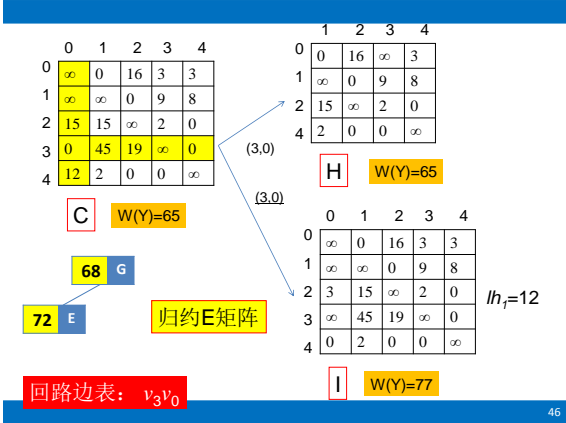 0 1 2 3 4
0 ∞ 0 16 3 3
1 ∞ ∞ 0 9 8
2 15 15 ∞ 2 0
3 0 45 19 ∞ 0
4 12 2 0 0 ∞
C W(Y)=65
1 2 3 4
0 0 16 ∞ 3
1 ∞ 0 9 8
2 15 ∞ 2 0
4 2 0 0 ∞
(3,0)
H W(Y)=65
(3,0)
0 1 2 3 4
0 ∞ 0 16 3 3
1 ∞ ∞ 0 9 8
2 3 15 ∞ 2 0
3 ∞ 45 19 ∞ 0
4 0 2 0 0 ∞
lh₁=12
I W(Y)=77
68 G
72 E
归约E矩阵
回路边表： v₃v₀
46